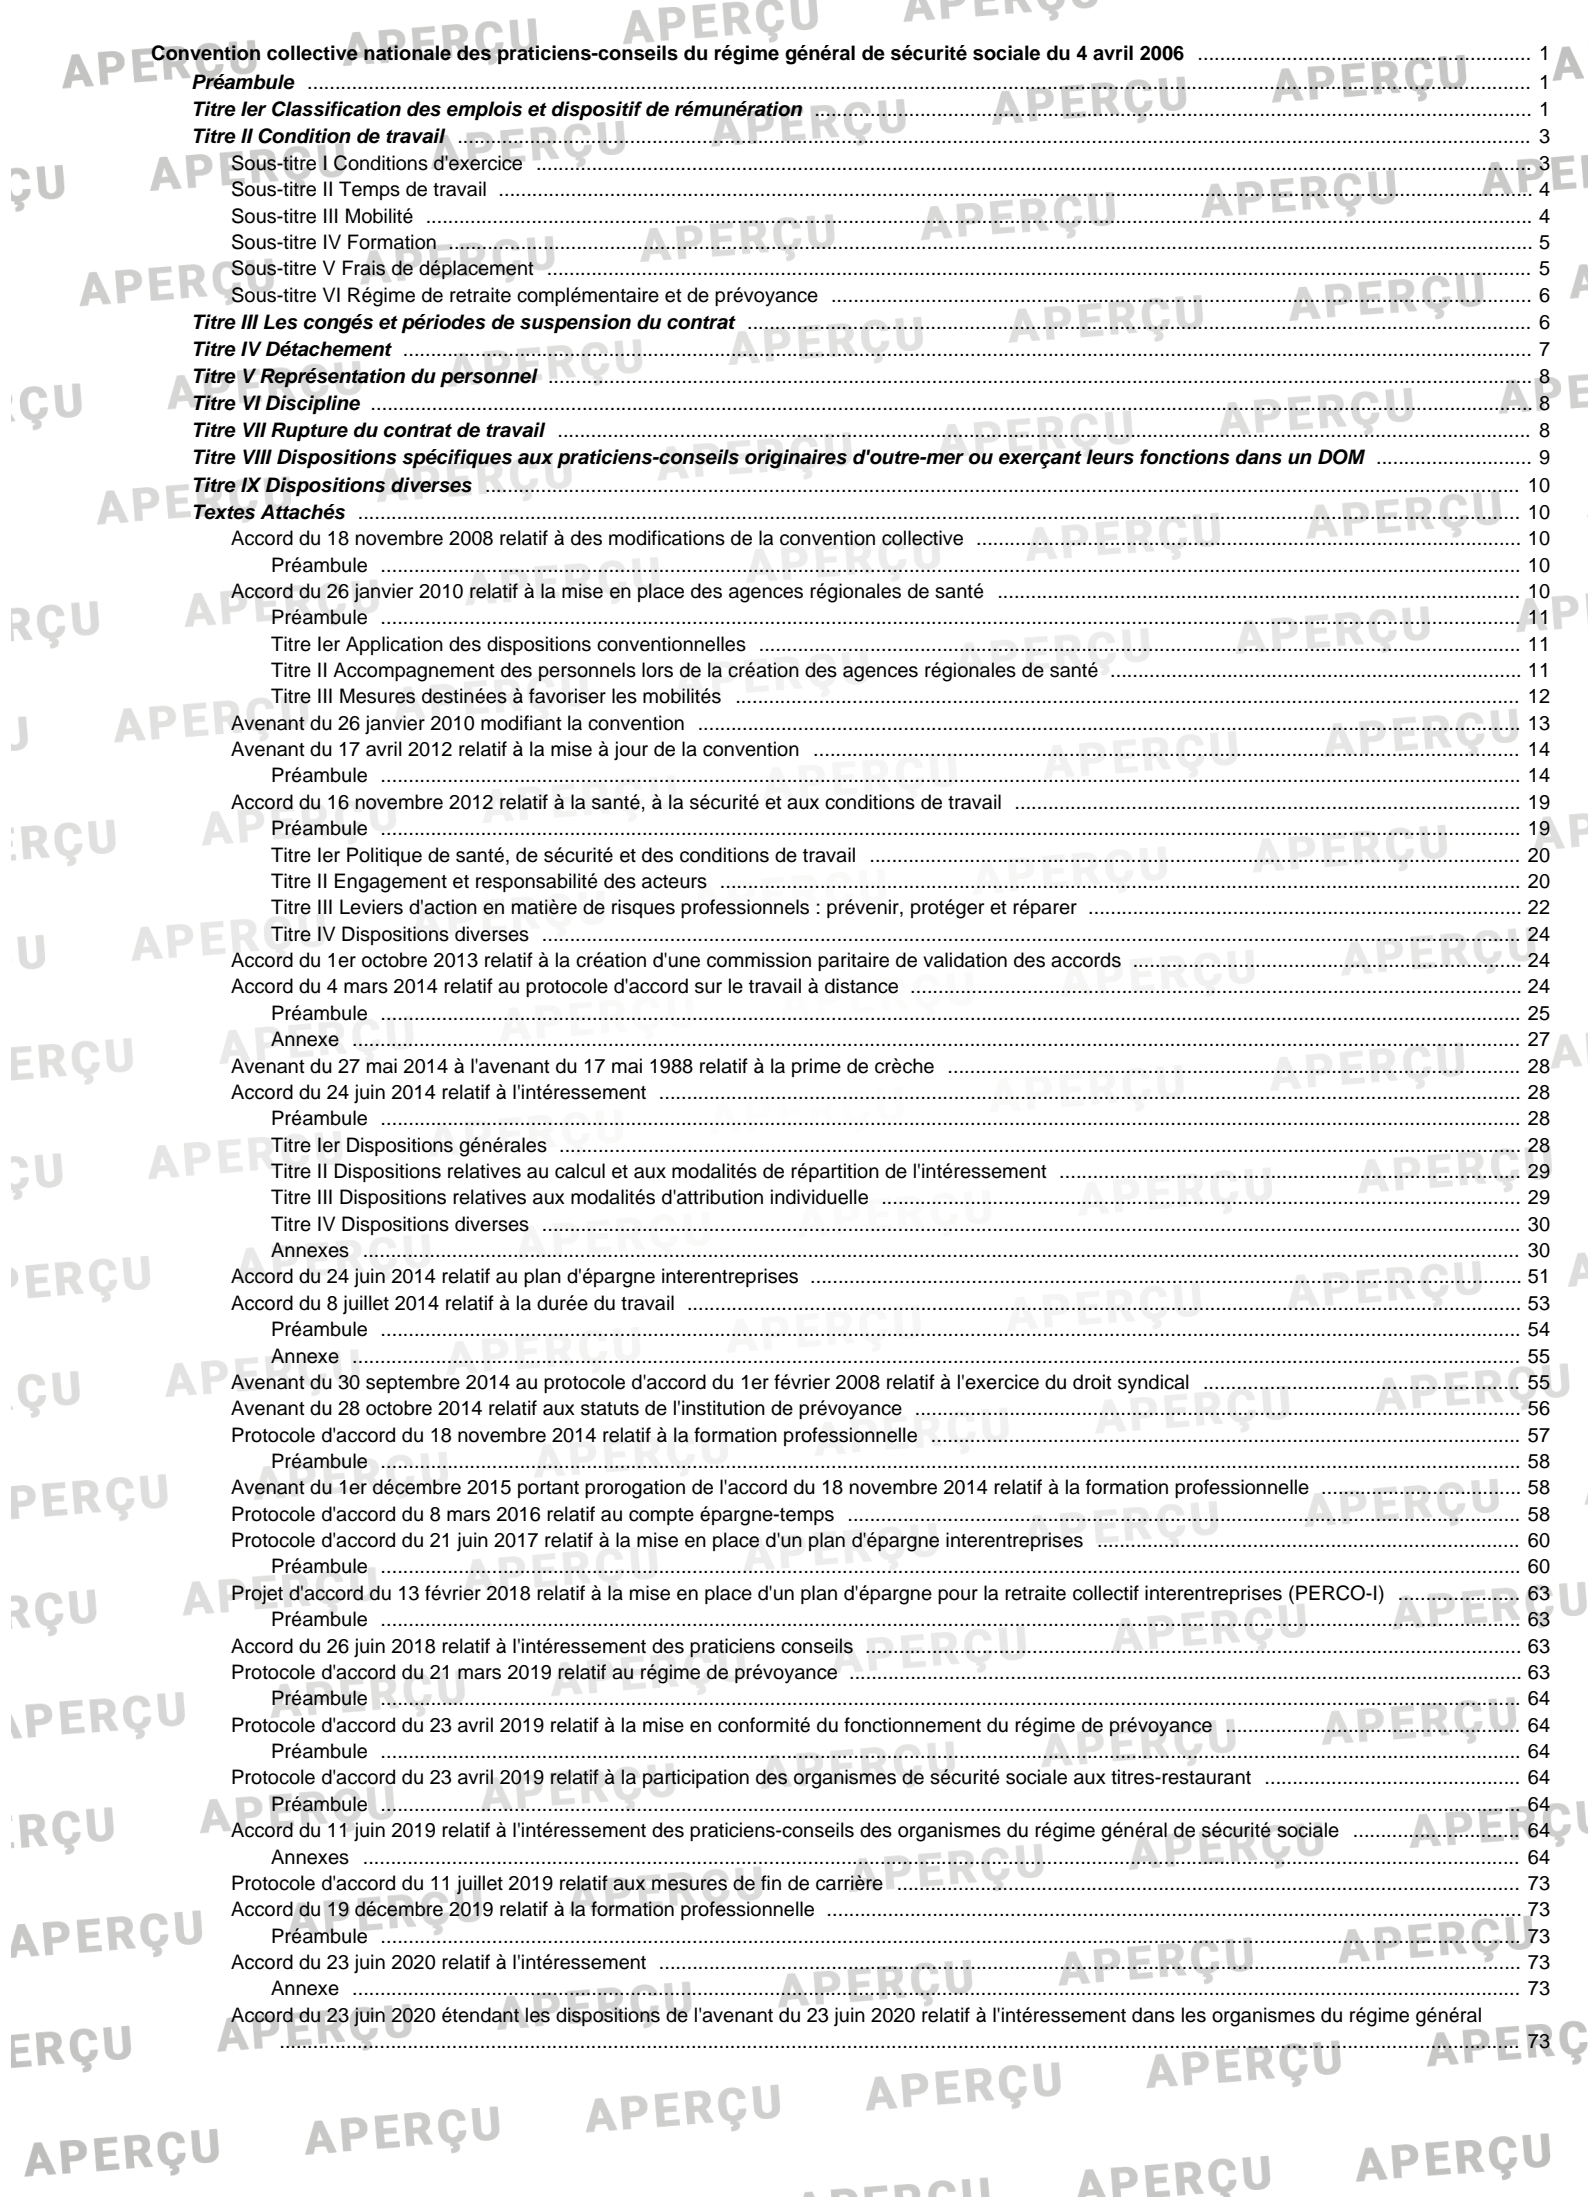 Convention collective nationale des praticiens-conseils du régime général de sécurité sociale du 4 avril 2006 ... 1
Préambule ... 1
Titre Ier Classification des emplois et dispositif de rémunération ... 1
Titre II Condition de travail ... 3
Sous-titre I Conditions d'exercice ... 3
Sous-titre II Temps de travail ... 4
Sous-titre III Mobilité ... 4
Sous-titre IV Formation ... 5
Sous-titre V Frais de déplacement ... 5
Sous-titre VI Régime de retraite complémentaire et de prévoyance ... 6
Titre III Les congés et périodes de suspension du contrat ... 6
Titre IV Détachement ... 7
Titre V Représentation du personnel ... 8
Titre VI Discipline ... 8
Titre VII Rupture du contrat de travail ... 8
Titre VIII Dispositions spécifiques aux praticiens-conseils originaires d'outre-mer ou exerçant leurs fonctions dans un DOM ... 9
Titre IX Dispositions diverses ... 10
Textes Attachés ... 10
Accord du 18 novembre 2008 relatif à des modifications de la convention collective ... 10
Préambule ... 10
Accord du 26 janvier 2010 relatif à la mise en place des agences régionales de santé ... 10
Préambule ... 11
Titre Ier Application des dispositions conventionnelles ... 11
Titre II Accompagnement des personnels lors de la création des agences régionales de santé ... 11
Titre III Mesures destinées à favoriser les mobilités ... 12
Avenant du 26 janvier 2010 modifiant la convention ... 13
Avenant du 17 avril 2012 relatif à la mise à jour de la convention ... 14
Préambule ... 14
Accord du 16 novembre 2012 relatif à la santé, à la sécurité et aux conditions de travail ... 19
Préambule ... 19
Titre Ier Politique de santé, de sécurité et des conditions de travail ... 20
Titre II Engagement et responsabilité des acteurs ... 20
Titre III Leviers d'action en matière de risques professionnels : prévenir, protéger et réparer ... 22
Titre IV Dispositions diverses ... 24
Accord du 1er octobre 2013 relatif à la création d'une commission paritaire de validation des accords ... 24
Accord du 4 mars 2014 relatif au protocole d'accord sur le travail à distance ... 24
Préambule ... 25
Annexe ... 27
Avenant du 27 mai 2014 à l'avenant du 17 mai 1988 relatif à la prime de crèche ... 28
Accord du 24 juin 2014 relatif à l'intéressement ... 28
Préambule ... 28
Titre Ier Dispositions générales ... 28
Titre II Dispositions relatives au calcul et aux modalités de répartition de l'intéressement ... 29
Titre III Dispositions relatives aux modalités d'attribution individuelle ... 29
Titre IV Dispositions diverses ... 30
Annexes ... 30
Accord du 24 juin 2014 relatif au plan d'épargne interentreprises ... 51
Accord du 8 juillet 2014 relatif à la durée du travail ... 53
Préambule ... 54
Annexe ... 55
Avenant du 30 septembre 2014 au protocole d'accord du 1er février 2008 relatif à l'exercice du droit syndical ... 55
Avenant du 28 octobre 2014 relatif aux statuts de l'institution de prévoyance ... 56
Protocole d'accord du 18 novembre 2014 relatif à la formation professionnelle ... 57
Préambule ... 58
Avenant du 1er décembre 2015 portant prorogation de l'accord du 18 novembre 2014 relatif à la formation professionnelle ... 58
Protocole d'accord du 8 mars 2016 relatif au compte épargne-temps ... 58
Protocole d'accord du 21 juin 2017 relatif à la mise en place d'un plan d'épargne interentreprises ... 60
Préambule ... 60
Projet d'accord du 13 février 2018 relatif à la mise en place d'un plan d'épargne pour la retraite collectif interentreprises (PERCO-I) ... 63
Préambule ... 63
Accord du 26 juin 2018 relatif à l'intéressement des praticiens conseils ... 63
Protocole d'accord du 21 mars 2019 relatif au régime de prévoyance ... 63
Préambule ... 64
Protocole d'accord du 23 avril 2019 relatif à la mise en conformité du fonctionnement du régime de prévoyance ... 64
Préambule ... 64
Protocole d'accord du 23 avril 2019 relatif à la participation des organismes de sécurité sociale aux titres-restaurant ... 64
Préambule ... 64
Accord du 11 juin 2019 relatif à l'intéressement des praticiens-conseils des organismes du régime général de sécurité sociale ... 64
Annexes ... 64
Protocole d'accord du 11 juillet 2019 relatif aux mesures de fin de carrière ... 73
Accord du 19 décembre 2019 relatif à la formation professionnelle ... 73
Préambule ... 73
Accord du 23 juin 2020 relatif à l'intéressement ... 73
Annexe ... 73
Accord du 23 juin 2020 étendant les dispositions de l'avenant du 23 juin 2020 relatif à l'intéressement dans les organismes du régime général
... 73
APERÇU